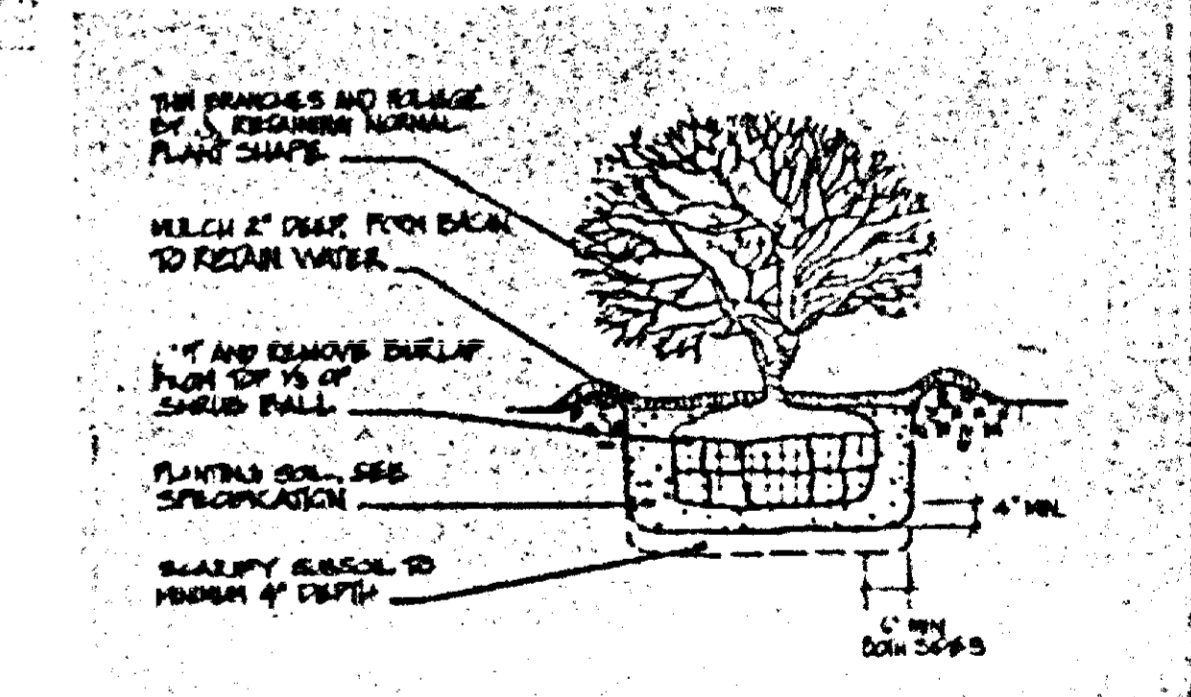 THIN BRANCHES AND FOLIAGE
BY RETAINING NORMAL
PLANT SHAPE
MULCH 2" DEEP, FORM BASIN
TO RETAIN WATER
AND REMOVE BURLAP
FROM TOP 1/3 OF
SHRUB BALL
PLANTING SOIL, SEE
SPECIFICATION
SCARIFY SUBSOIL TO
MINIMUM 4" DEPTH
4" MIN.
6" MIN
BOTH SIDES